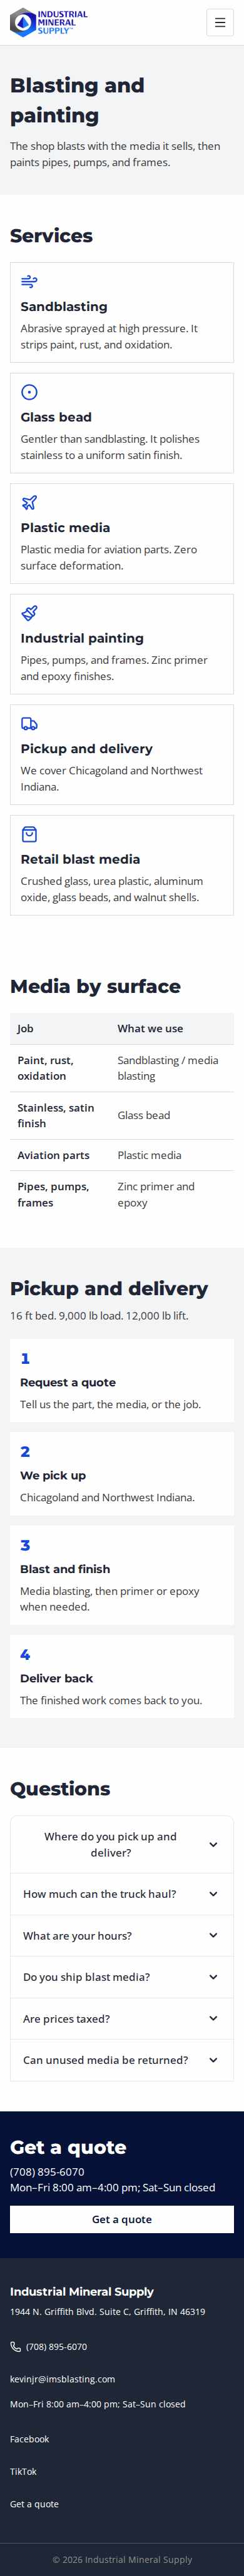 INDUSTRIAL
MINERAL
SUPPLY™
Blasting and
painting
The shop blasts with the media it sells, then
paints pipes, pumps, and frames.
Services
Sandblasting
Abrasive sprayed at high pressure. It
strips paint, rust, and oxidation.
Glass bead
Gentler than sandblasting. It polishes
stainless to a uniform satin finish.
Plastic media
Plastic media for aviation parts. Zero
surface deformation.
Industrial painting
Pipes, pumps, and frames. Zinc primer
and epoxy finishes.
Pickup and delivery
We cover Chicagoland and Northwest
Indiana.
Retail blast media
Crushed glass, urea plastic, aluminum
oxide, glass beads, and walnut shells.
Media by surface
Job What we use
Paint, rust, oxidation Sandblasting / media blasting
Stainless, satin finish Glass bead
Aviation parts Plastic media
Pipes, pumps, frames Zinc primer and epoxy
Pickup and delivery
16 ft bed. 9,000 lb load. 12,000 lb lift.
1
Request a quote
Tell us the part, the media, or the job.
2
We pick up
Chicagoland and Northwest Indiana.
3
Blast and finish
Media blasting, then primer or epoxy
when needed.
4
Deliver back
The finished work comes back to you.
Questions
Where do you pick up and
deliver?
How much can the truck haul?
What are your hours?
Do you ship blast media?
Are prices taxed?
Can unused media be returned?
Get a quote
(708) 895-6070
Mon–Fri 8:00 am–4:00 pm; Sat–Sun closed
Get a quote
Industrial Mineral Supply
1944 N. Griffith Blvd. Suite C, Griffith, IN 46319
(708) 895-6070
kevinjr@imsblasting.com
Mon–Fri 8:00 am–4:00 pm; Sat–Sun closed
Facebook
TikTok
Get a quote
© 2026 Industrial Mineral Supply